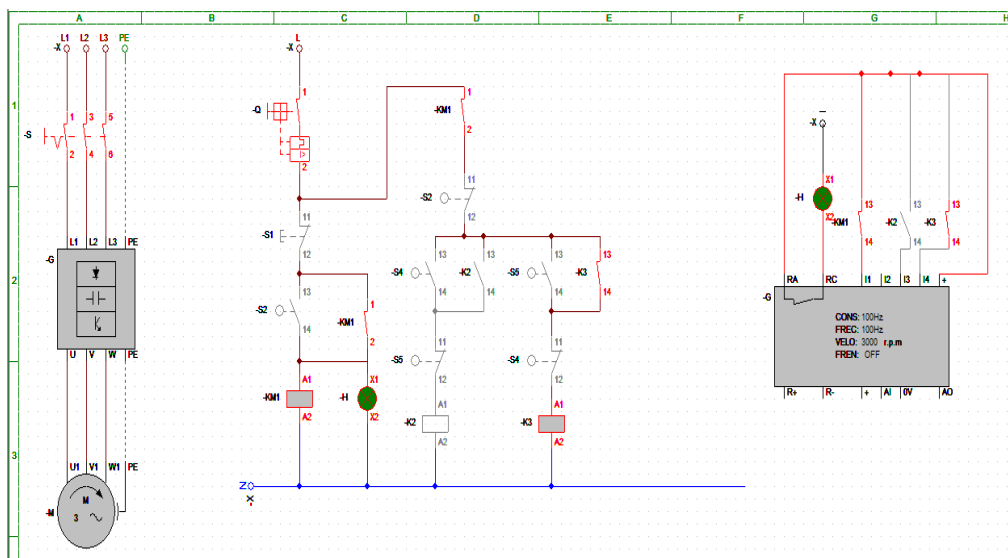 A B C D E F G H
1
2
3
L1 L2 L3 PE
-X
-S
1 3 5
2 4 6
L1 L2 L3 PE
-G
U V W PE
U1 V1 W1 PE
-M
M
3
L
-X
-Q
1
2
-S1
11
12
-S2
13
14
-KM1
1
2
-KM1
A1
A2
-H
X1
X2
N
-X
-KM1
1
2
-S2
11
12
-S4
13
14
-K2
13
14
-S5
13
14
-K3
13
14
-S5
11
12
-S4
11
12
-K2
A1
A2
-K3
A1
A2
-X
-H
X1
X2
-KM1
13
14
-K2
13
14
-K3
13
14
RA RC I1 I2 I3 I4 +
-G
CONS: 100Hz
FREC: 100Hz
VELO: 3000 r.p.m
FREN: OFF
R+ R- + AI 0V AO